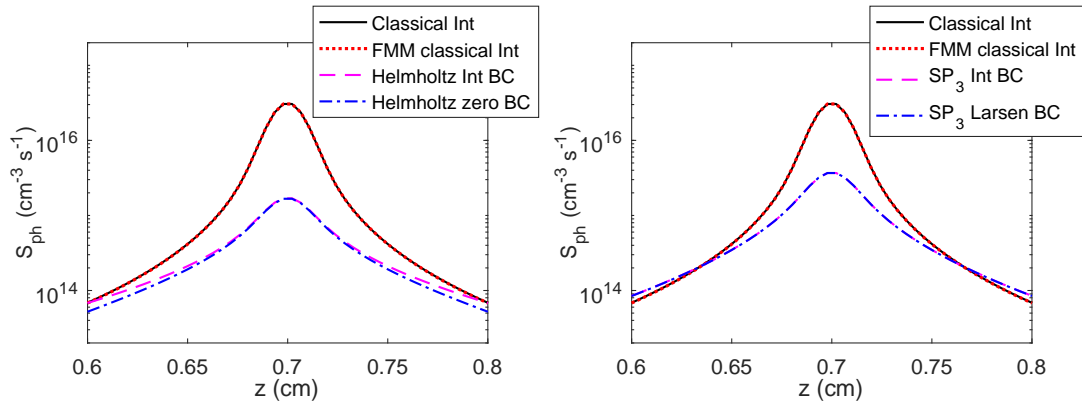 Classical Int
FMM classical Int
Helmholtz Int BC
Helmholtz zero BC
10^16
10^14
S_ph (cm^-3 s^-1)
0.6
0.65
0.7
0.75
0.8
z (cm)
Classical Int
FMM classical Int
SP_3 Int BC
SP_3 Larsen BC
10^16
10^14
S_ph (cm^-3 s^-1)
0.6
0.65
0.7
0.75
0.8
z (cm)